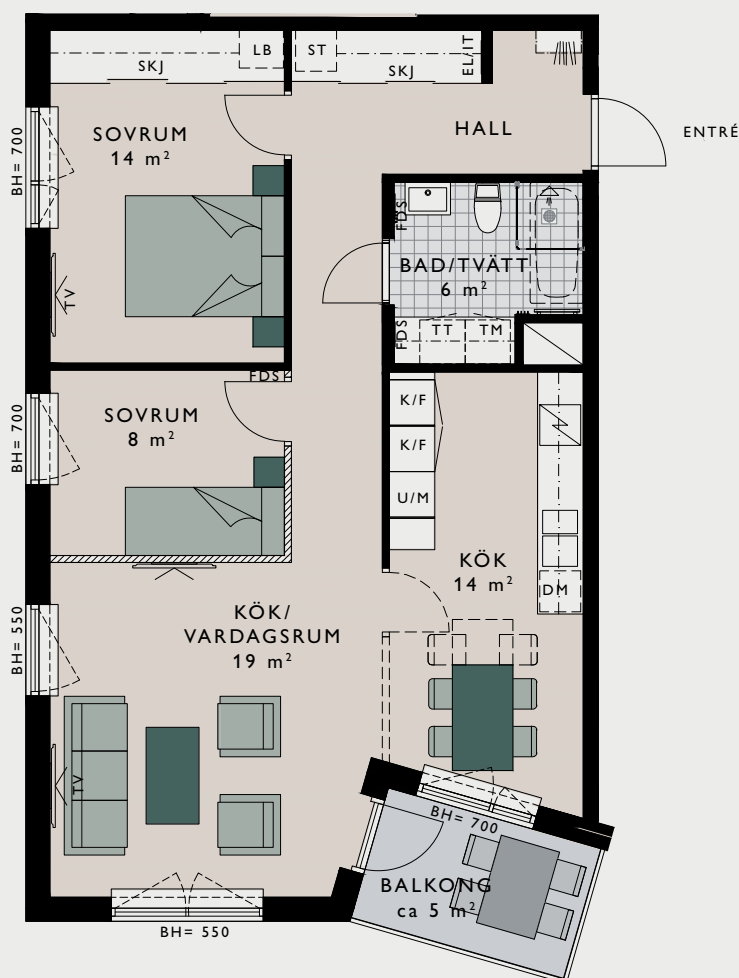 LB
ST
EL/IT
SKJ
SKJ
SOVRUM
14 m²
HALL
ENTRÉ
BH= 700
FDS
BAD/TVÄTT
6 m²
TV
FDS
TT
TM
FDS
SOVRUM
8 m²
BH= 700
K/F
K/F
U/M
KÖK
14 m²
DM
KÖK/
VARDAGSRUM
19 m²
BH= 550
TV
BH= 700
BALKONG
ca 5 m²
BH= 550